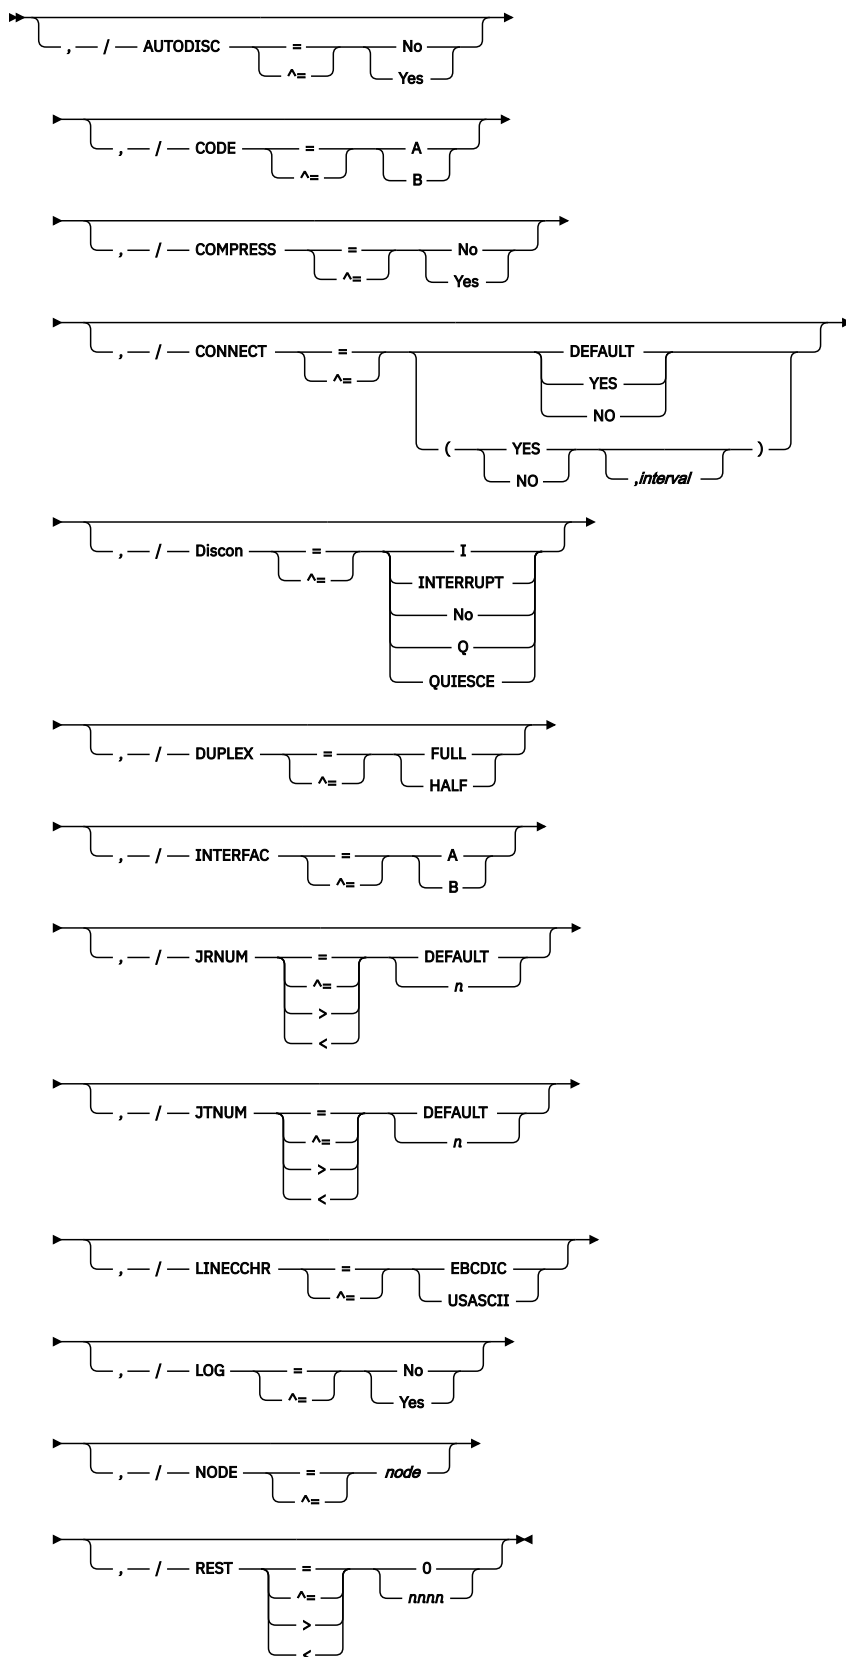 , / AUTODISC = No
^= Yes
, / CODE = A
^= B
, / COMPRESS = No
^= Yes
, / CONNECT = DEFAULT
^= YES
NO
( YES )
NO ,interval
, / Discon = I
^= INTERRUPT
No
Q
QUIESCE
, / DUPLEX = FULL
^= HALF
, / INTERFAC = A
^= B
, / JRNUM = DEFAULT
^= n
>
<
, / JTNUM = DEFAULT
^= n
>
<
, / LINECCHR = EBCDIC
^= USASCII
, / LOG = No
^= Yes
, / NODE = node
^=
, / REST = 0
^= nnnn
>
<